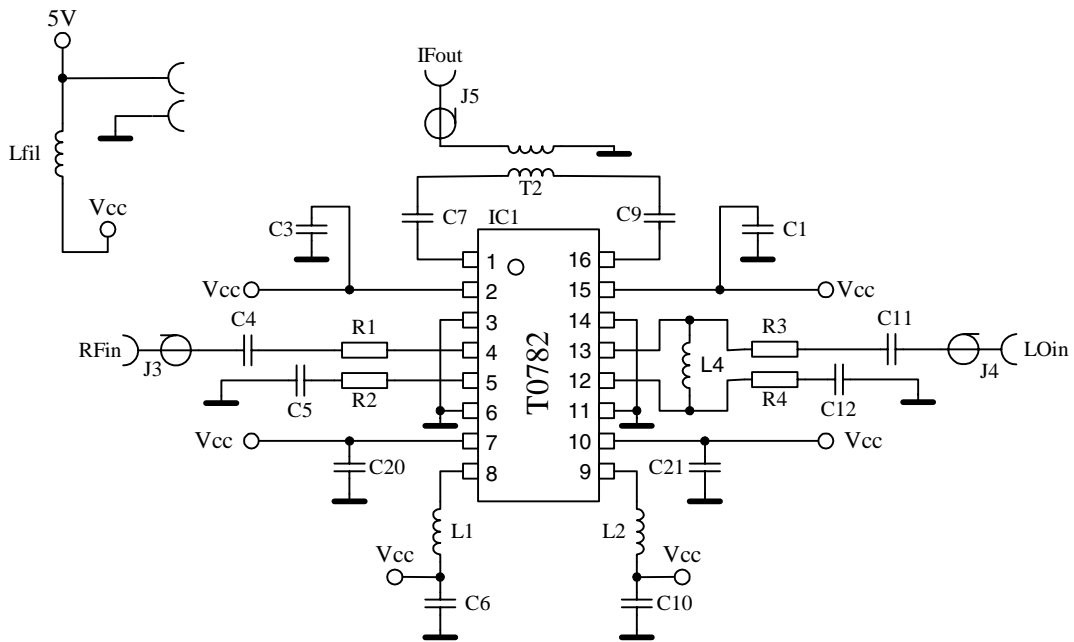 5V
IFout
J5
Lfil
T2
Vcc
C3
C7
IC1
C9
C1
1
16
Vcc
2
15
Vcc
3
14
C4
R1
R3
C11
RFin
J3
4
13
L4
J4
LOin
C5
R2
5
12
R4
C12
6
11
T0782
Vcc
7
10
Vcc
C20
8
9
C21
L1
L2
Vcc
Vcc
C6
C10